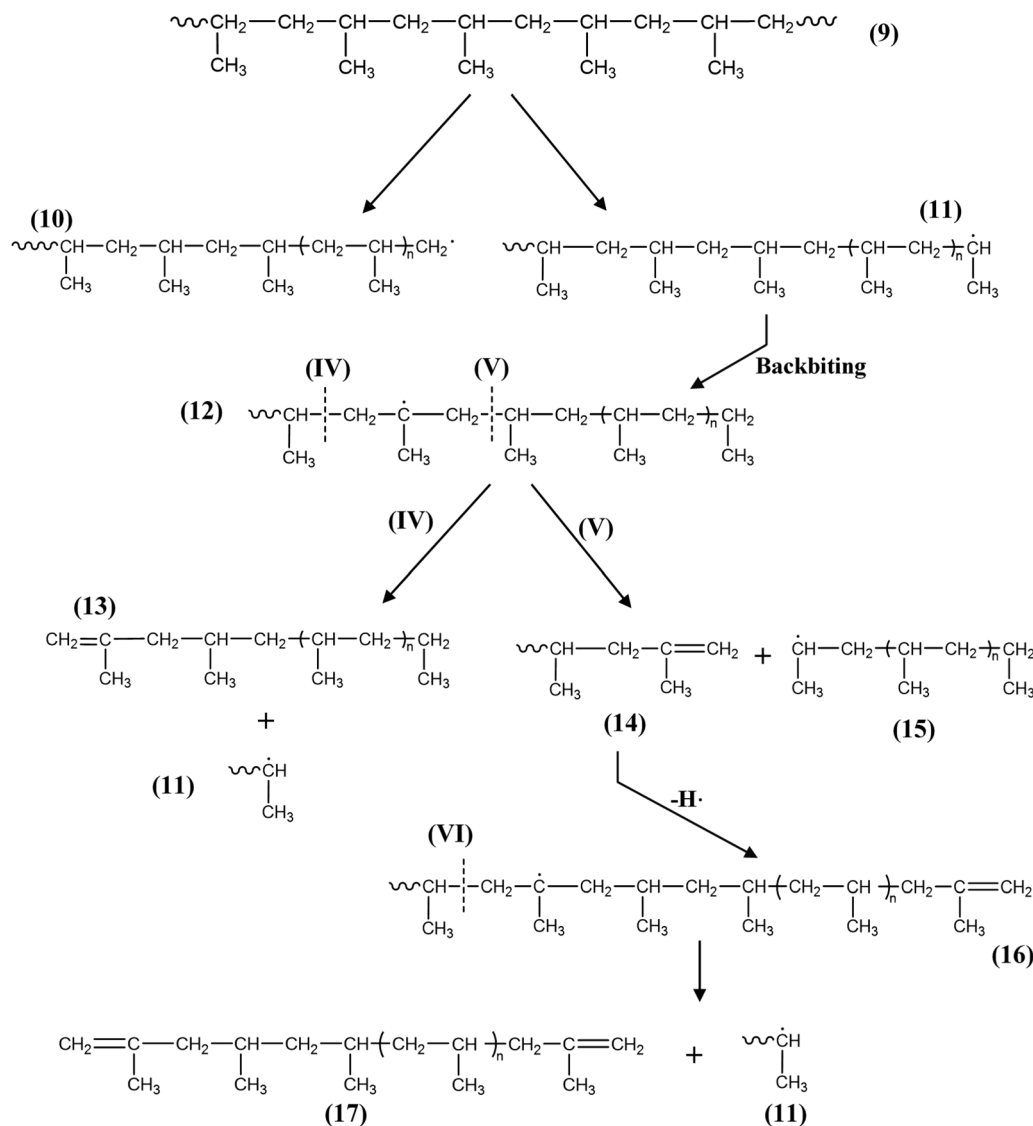 CH₂—CH₂—CH—CH₂—CH—CH₂—CH—CH₂—CH—CH₂ (9)
CH₃ CH₃ CH₃ CH₃ CH₃
(10) (11)
CH—CH₂—CH—CH₂—CH—(CH₂—CH)ₙ—CH₂· CH—CH₂—CH—CH₂—CH—CH₂—(CH—CH₂)ₙ—ĊH
CH₃ CH₃ CH₃ CH₃ CH₃ CH₃ CH₃ CH₃ CH₃
Backbiting
(IV) (V)
(12) CH—CH₂—Ċ—CH₂—CH—CH₂—(CH—CH₂)ₙ—CH₂
CH₃ CH₃ CH₃ CH₃ CH₃
(IV) (V)
(13)
CH₂=C—CH₂—CH—CH₂—(CH—CH₂)ₙ—CH₂ CH—CH₂—C=CH₂ + ĊH—CH₂—(CH—CH₂)ₙ—CH₂
CH₃ CH₃ CH₃ CH₃ CH₃ CH₃ CH₃ CH₃ CH₃
+ (14) (15)
(11) ĊH
CH₃
-H·
(VI)
CH—CH₂—Ċ—CH₂—CH—CH₂—CH—(CH₂—CH)ₙ—CH₂—C=CH₂
CH₃ CH₃ CH₃ CH₃ CH₃ CH₃
(16)
CH₂=C—CH₂—CH—CH₂—CH—(CH₂—CH)ₙ—CH₂—C=CH₂ + ĊH
CH₃ CH₃ CH₃ CH₃ CH₃ CH₃
(17) (11)